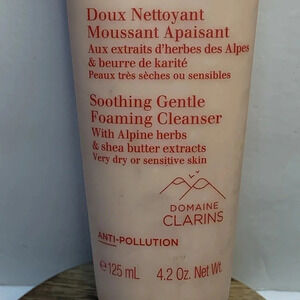 Doux Nettoyant
Moussant Apaisant
Aux extraits d'herbes des Alpes
& beurre de karité
Peaux très sèches ou sensibles
Soothing Gentle
Foaming Cleanser
With Alpine herbs
& shea butter extracts
Very dry or sensitive skin
DOMAINE
CLARINS
ANTI-POLLUTION
e 125 mL 4.2 Oz. Net Wt.